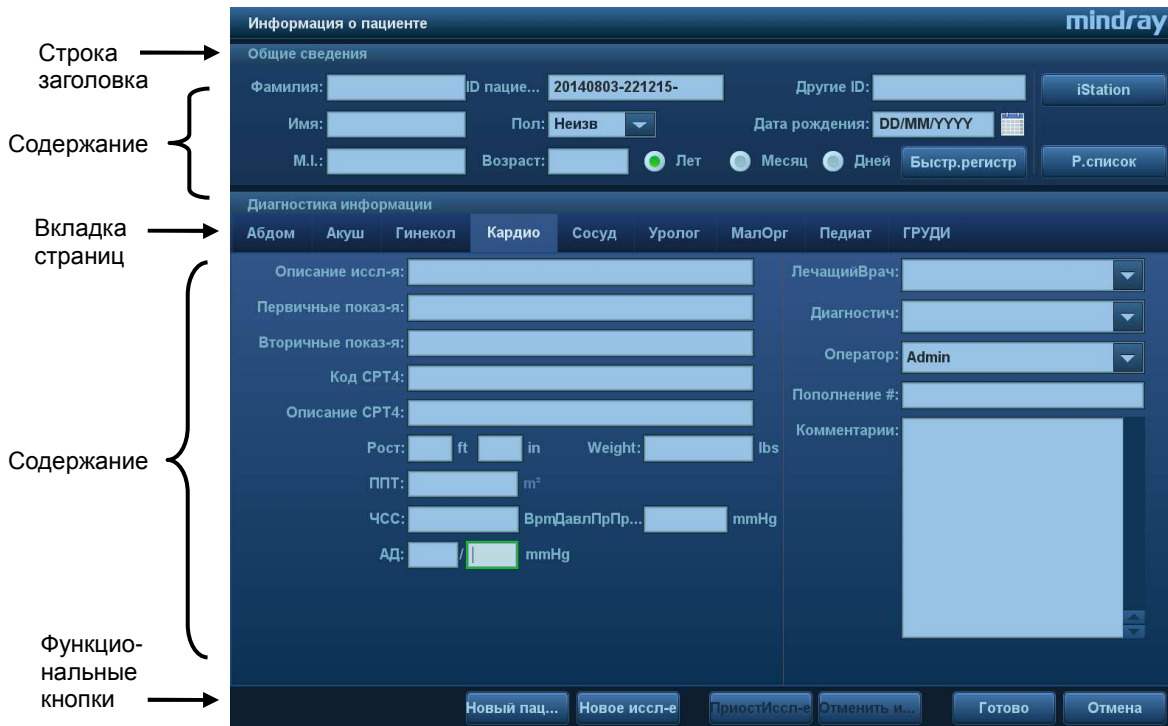 Информация о пациенте
mindray
Строка
заголовка
Общие сведения
Содержание
Фамилия:
ID пацие...
20140803-221215-
Другие ID:
iStation
Имя:
Пол:
Неизв
Дата рождения:
DD/MM/YYYY
M.I.:
Возраст:
Лет
Месяц
Дней
Быстр.регистр
Р.список
Вкладка
страниц
Диагностика информации
Абдом
Акуш
Гинекол
Кардио
Сосуд
Уролог
МалОрг
Педиат
ГРУДИ
Содержание
Описание иссл-я:
Первичные показ-я:
Вторичные показ-я:
Код CPT4:
Описание CPT4:
Рост:
ft
in
Weight:
lbs
ППТ:
m²
ЧСС:
ВрmДавлПрПр...
mmHg
АД:
/
mmHg
ЛечащийВрач:
Диагностич:
Оператор:
Admin
Пополнение #:
Комментарии:
Функцио-
нальные
кнопки
Новый пац...
Новое иссл-е
ПриостИссл-е
Отменить и...
Готово
Отмена